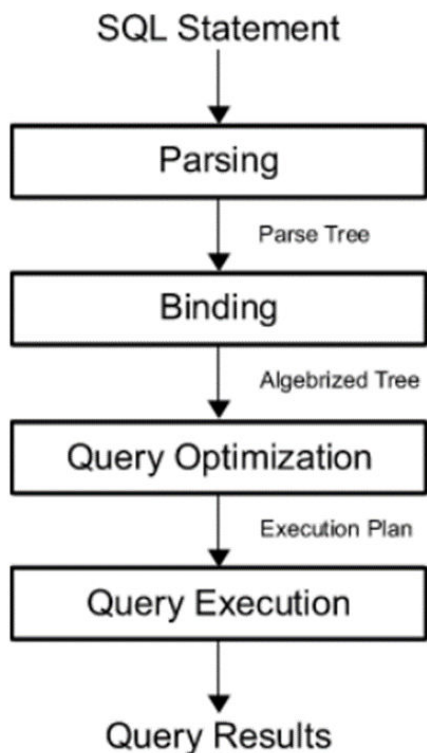 SQL Statement
Parsing
Parse Tree
Binding
Algebrized Tree
Query Optimization
Execution Plan
Query Execution
Query Results